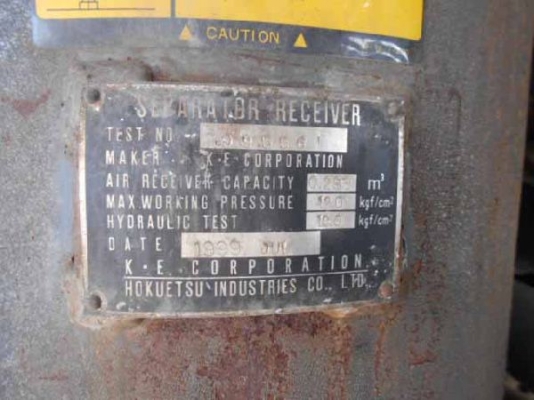 CAUTION
SEPARATOR RECEIVER
TEST NO
MAKER K.E CORPORATION
AIR RECEIVER CAPACITY m³
MAX WORKING PRESSURE kgf/cm²
HYDRAULIC TEST kgf/cm²
DATE 1999
K.E. CORPORATION
HOKUETSU INDUSTRIES CO., LTD.